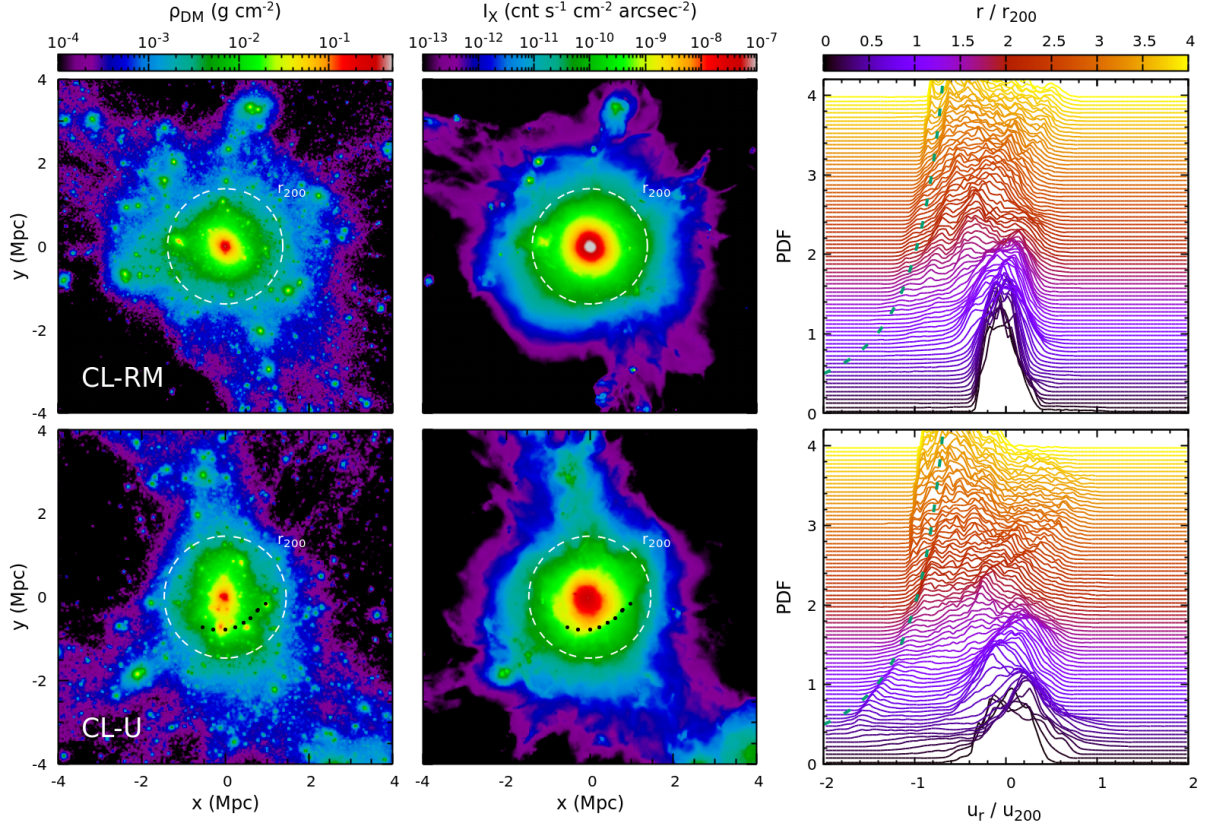 ρDM (g cm-2)
IX (cnt s-1 cm-2 arcsec-2)
r / r200
10-4 10-3 10-2 10-1
10-13 10-12 10-11 10-10 10-9 10-8 10-7
0 0.5 1 1.5 2 2.5 3 3.5 4
4
2
0
-2
-4
y (Mpc)
r200
CL-RM
r200
4
3
2
1
0
PDF
4
2
0
-2
-4
y (Mpc)
r200
CL-U
r200
4
3
2
1
0
PDF
-4 -2 0 2 4
-4 -2 0 2 4
-2 -1 0 1 2
x (Mpc)
x (Mpc)
ur / u200